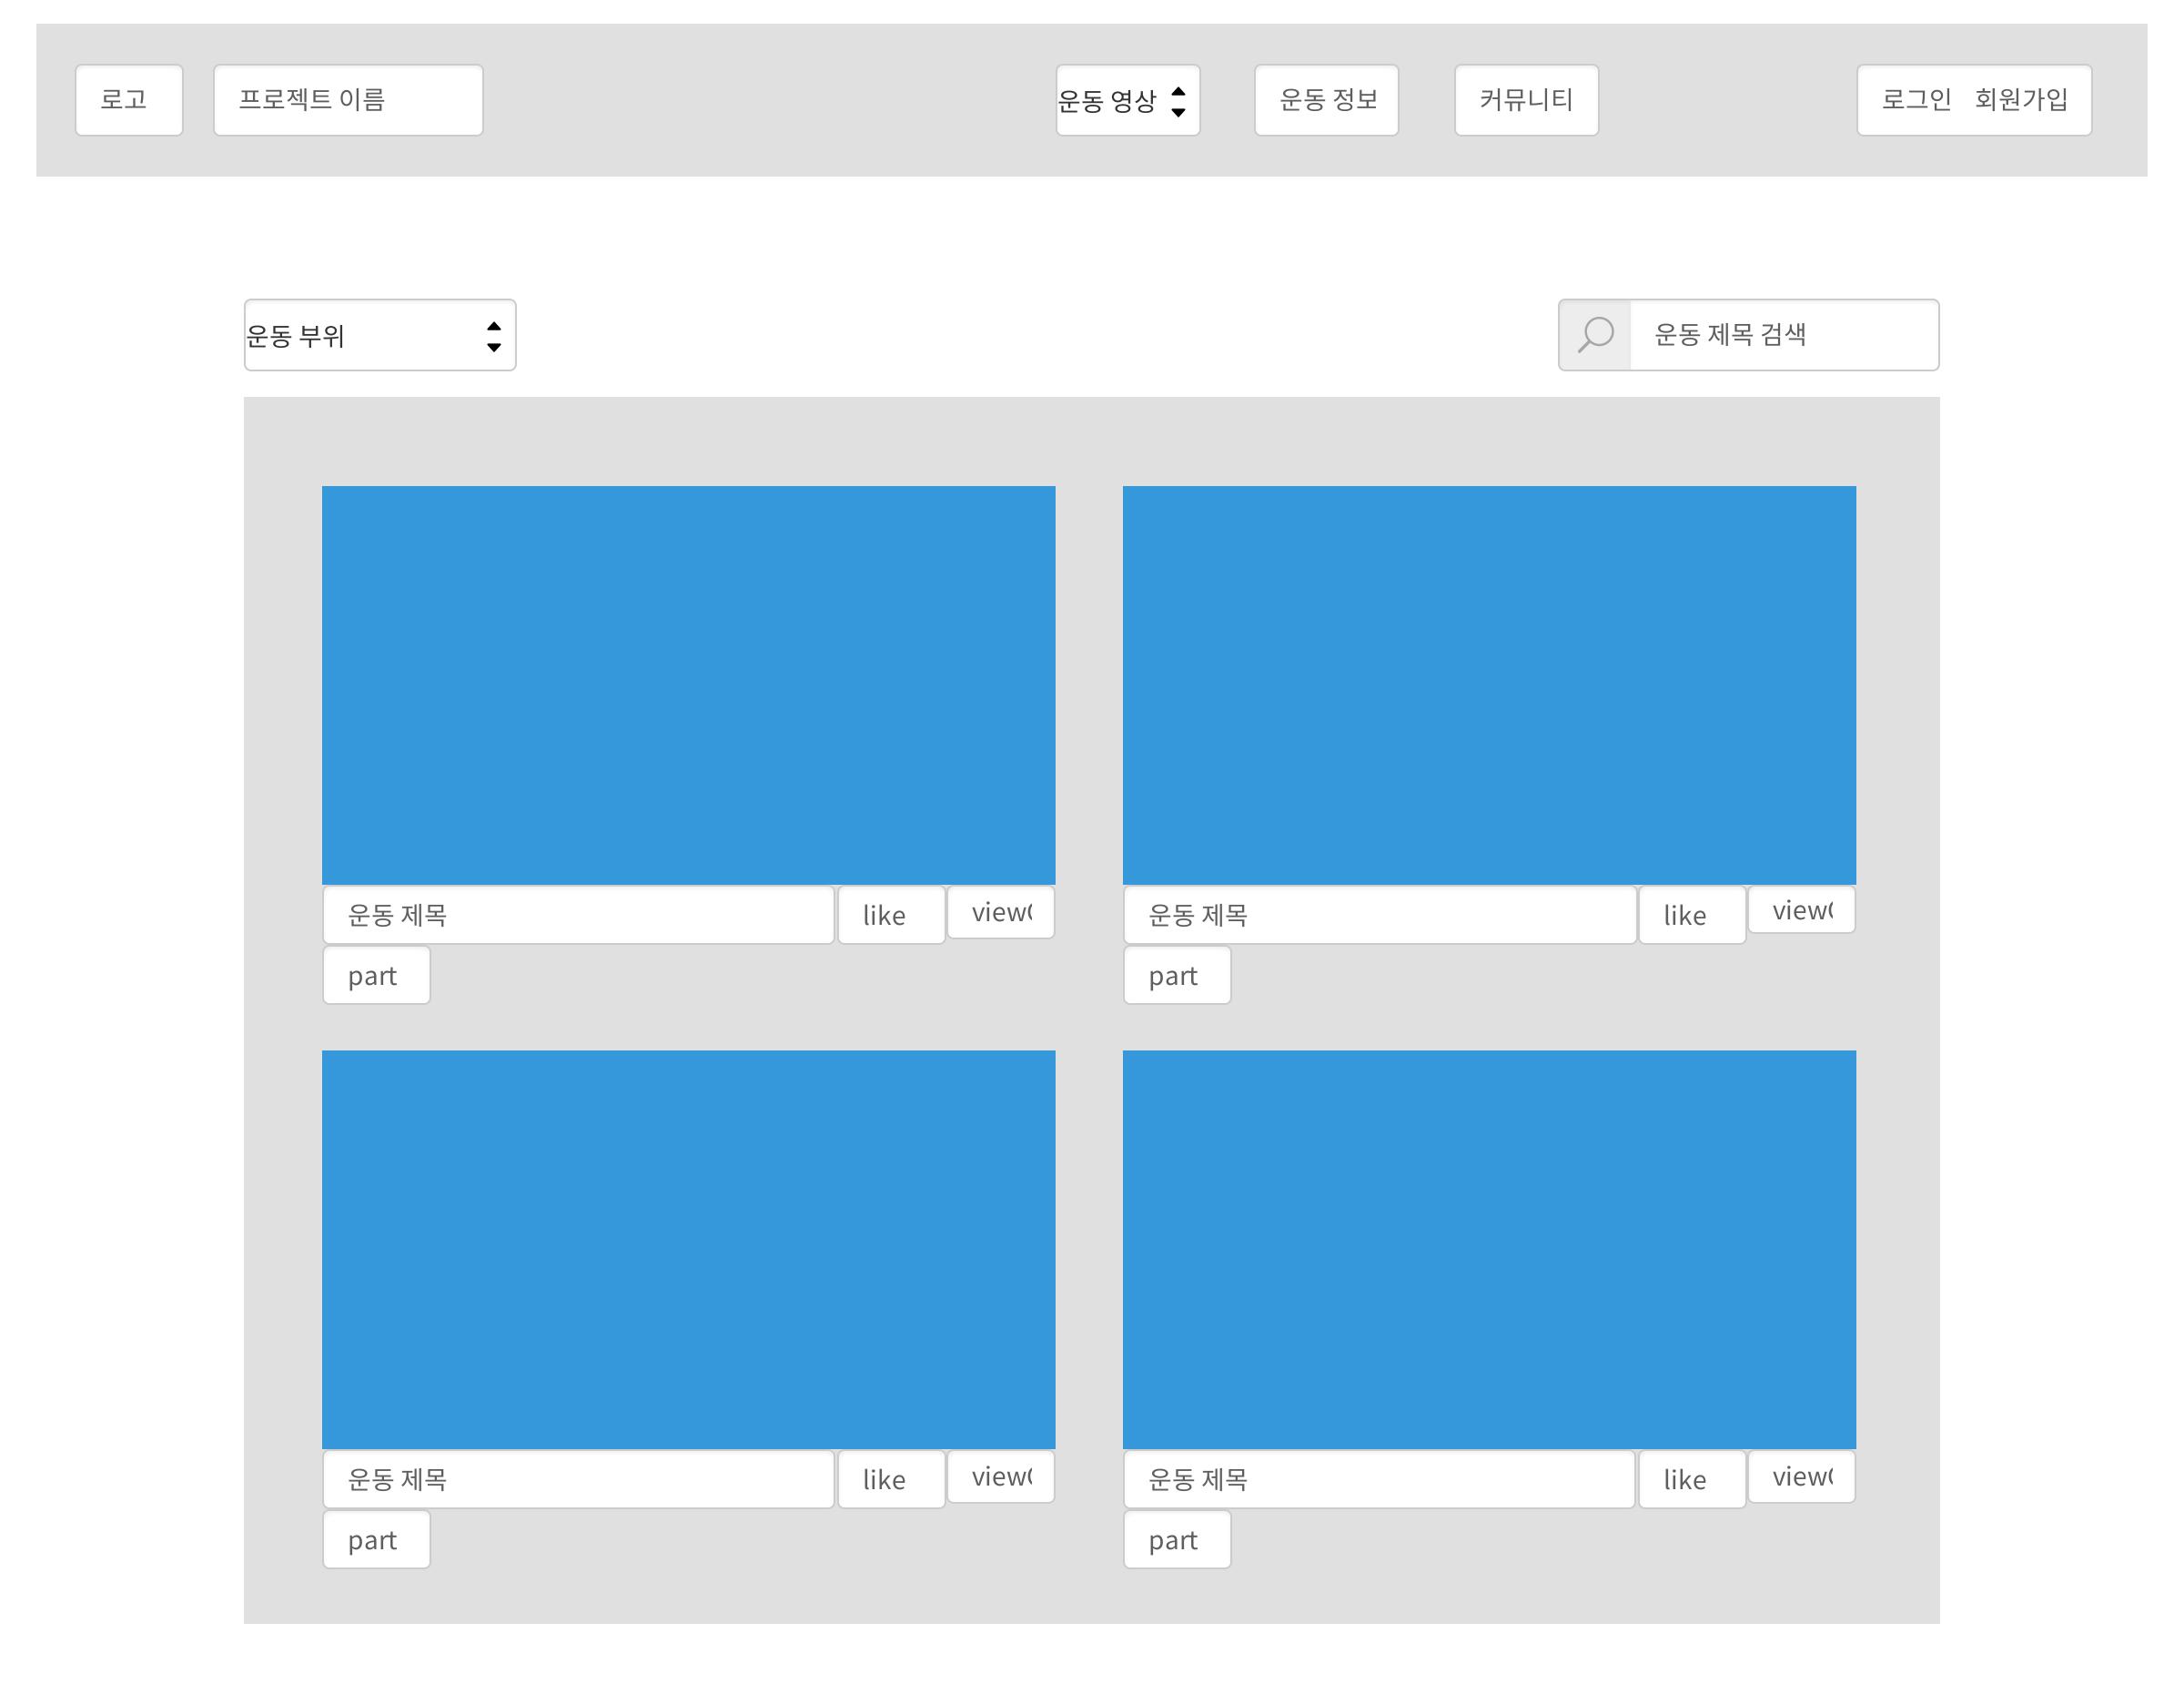 로고 프로젝트 이름 운동 영상 운동 정보 커뮤니티 로그인 회원가입
운동 부위 운동 제목 검색
운동 제목 like view 운동 제목 like view
part part
운동 제목 like view 운동 제목 like view
part part